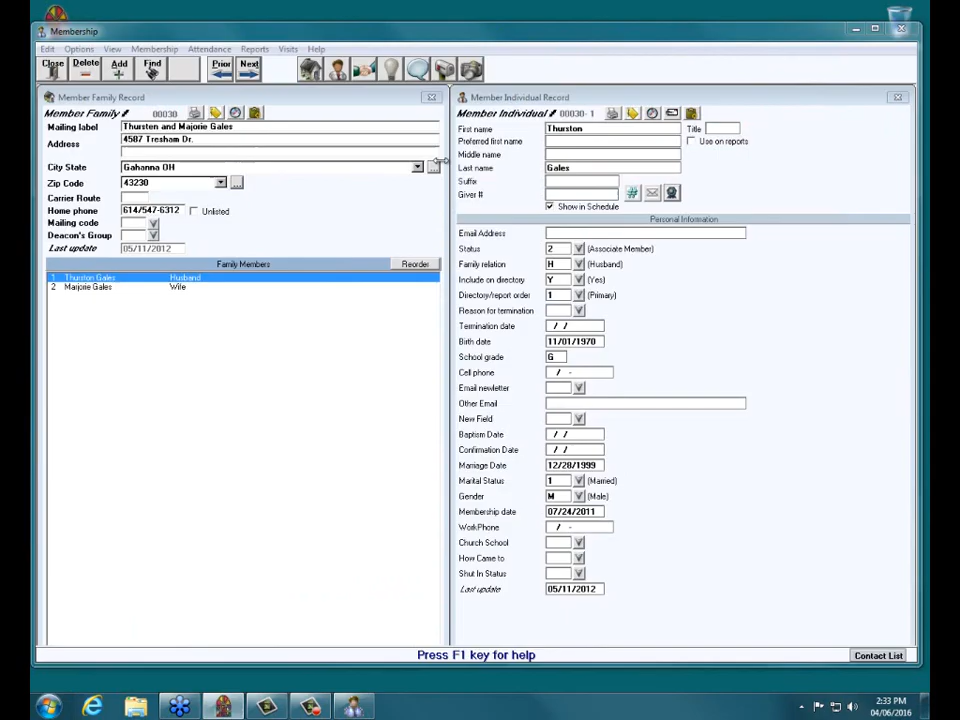 Membership
Edit Options View Membership Attendence Reports Visits Help
Close Delete Add Find Prior Next
Member Family Record
Member Family # 00030
Mailing label Thursten and Majorie Gales
Address 4587 Tresham Dr.
City State Gahanna OH ...
Zip Code 43230 ...
Carrier Route
Home phone 614/547-6312 Unlisted
Mailing code
Deacon's Group
Last update 05/11/2012
Family Members Reorder
1 Thurston Gales Husband
2 Marjorie Gales Wife
Member Individual Record
Member Individual # 00030- 1
First name Thurston Title
Preferred first name Use on reports
Middle name
Last name Gales
Suffix
Giver # #
Show in Schedule
Personal Information
Email Address
Status 2 (Associate Member)
Family relation H (Husband)
Include on directory Y (Yes)
Directory/report order 1 (Primary)
Reason for termination
Termination date / /
Birth date 11/01/1970
School grade G
Cell phone / -
Email newletter
Other Email
New Field
Baptism Date / /
Confirmation Date / /
Marriage Date 12/28/1999
Marital Status 1 (Married)
Gender M (Male)
Membership date 07/24/2011
WorkPhone / -
Church School
How Came to
Shut In Status
Last update 05/11/2012
Press F1 key for help
Contact List
2:33 PM
04/06/2016